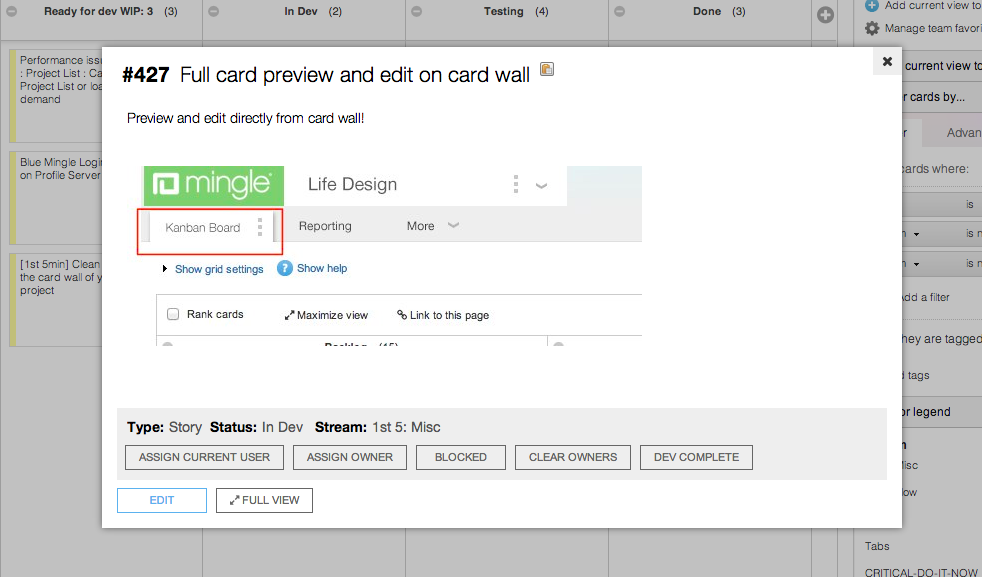 Ready for dev WIP: 3 (3)
In Dev (2)
Testing (4)
Done (3)
Add current view to
Manage team favori
Performance issu
: Project List : Ca
Project List or loa
demand
Blue Mingle Login
on Profile Server
[1st 5min] Clean
the card wall of y
project
#427 Full card preview and edit on card wall
Preview and edit directly from card wall!
mingle
Life Design
Kanban Board
Reporting
More
Show grid settings
? Show help
Rank cards
Maximize view
Link to this page
Backlog (15)
Type: Story Status: In Dev Stream: 1st 5: Misc
ASSIGN CURRENT USER
ASSIGN OWNER
BLOCKED
CLEAR OWNERS
DEV COMPLETE
EDIT
FULL VIEW
current view to
r cards by...
r
Advan
cards where:
is
n
is n
n
is n
Add a filter
hey are tagged
d tags
or legend
n
isc
ow
Tabs
CRITICAL-DO-IT-NOW